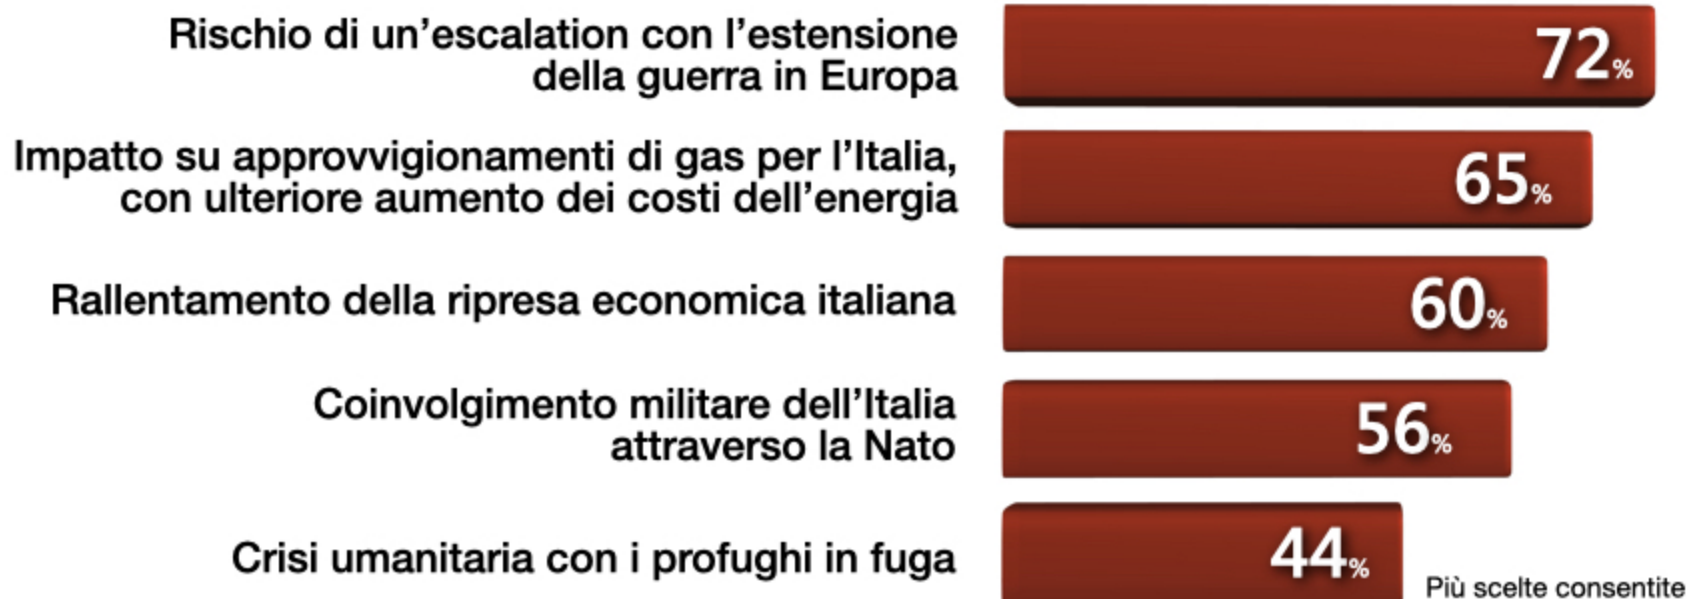 Rischio di un’escalation con l’estensione
della guerra in Europa
72%
Impatto su approvvigionamenti di gas per l’Italia,
con ulteriore aumento dei costi dell’energia
65%
Rallentamento della ripresa economica italiana
60%
Coinvolgimento militare dell’Italia
attraverso la Nato
56%
Crisi umanitaria con i profughi in fuga
44%
Più scelte consentite